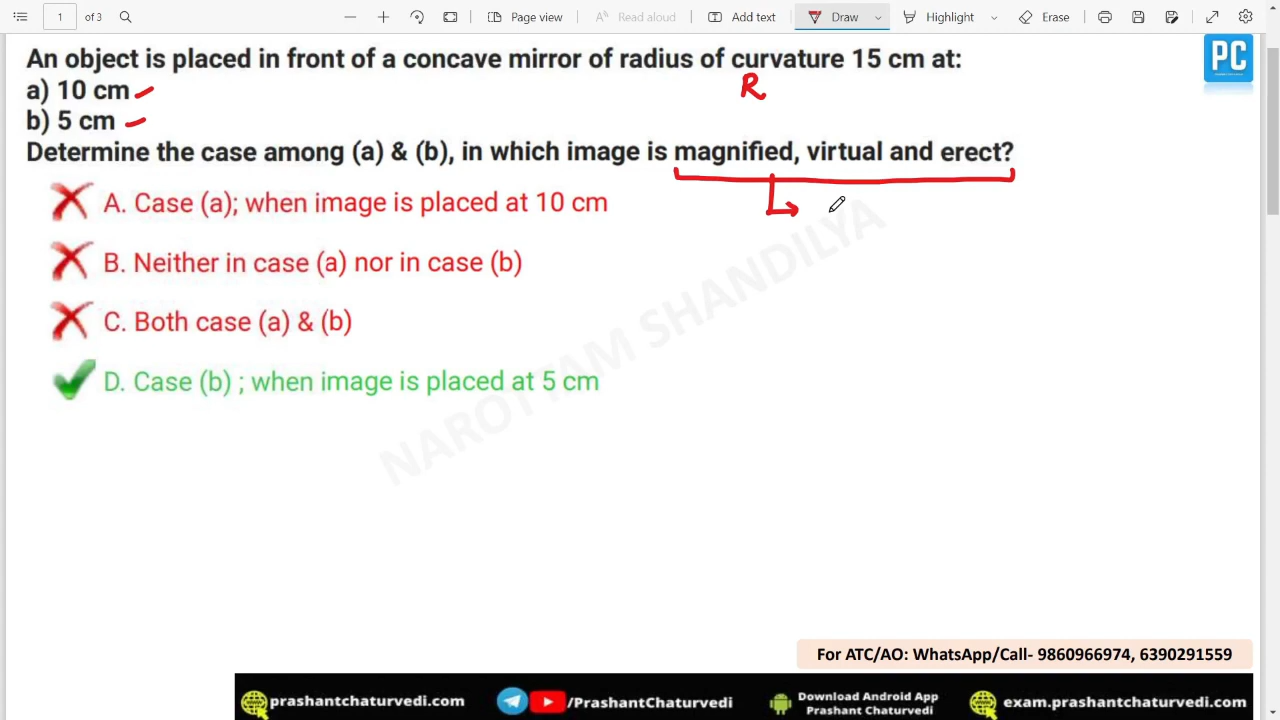 1 of 3 Page view Read aloud Add text Draw Highlight Erase
An object is placed in front of a concave mirror of radius of curvature 15 cm at:
PC
R
a) 10 cm
b) 5 cm
Determine the case among (a) & (b), in which image is magnified, virtual and erect?
A. Case (a); when image is placed at 10 cm
B. Neither in case (a) nor in case (b)
C. Both case (a) & (b)
D. Case (b) ; when image is placed at 5 cm
NAROTTAM SHANDILYA
For ATC/AO: WhatsApp/Call- 9860966974, 6390291559
prashantchaturvedi.com /PrashantChaturvedi Download Android App exam.prashantchaturvedi.com
Prashant Chaturvedi